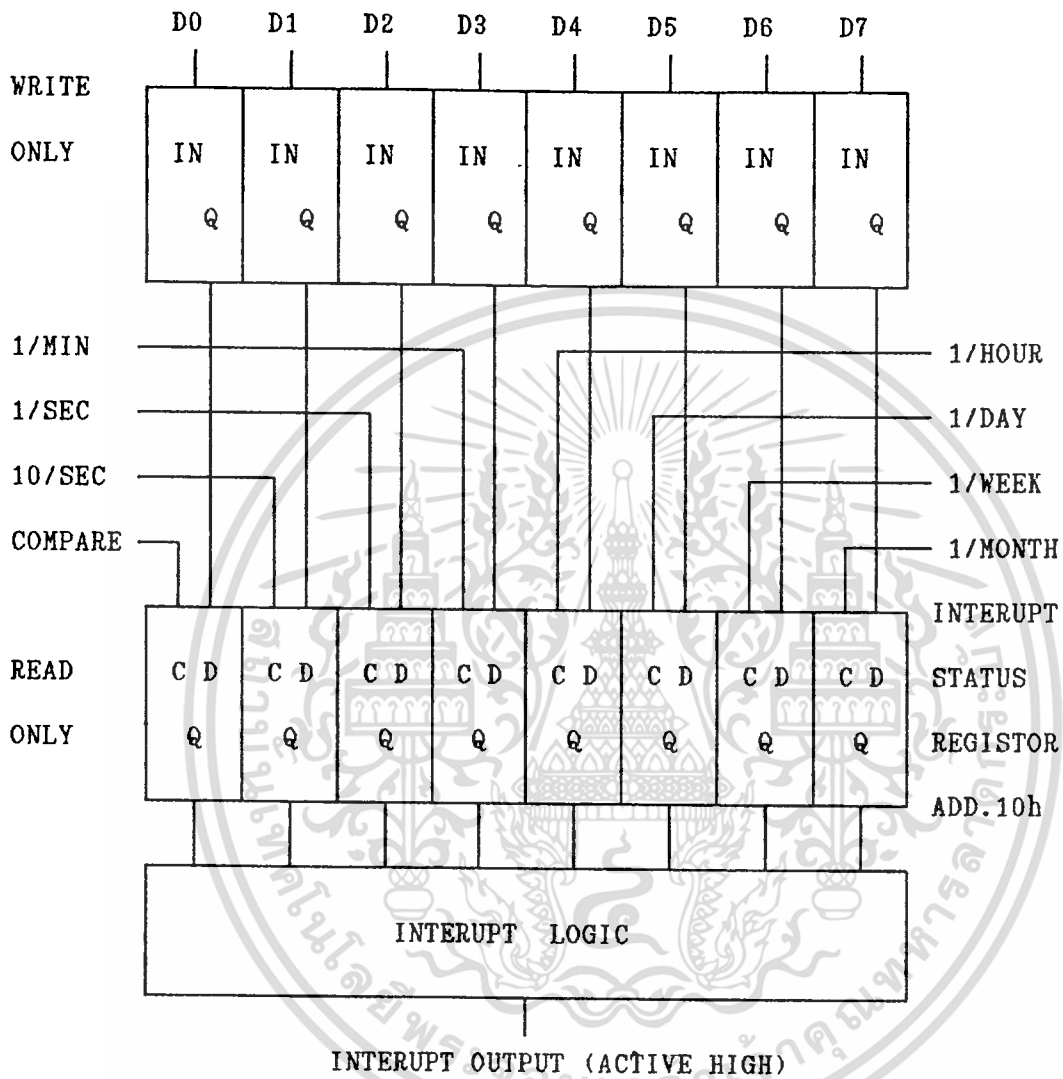 D0 D1 D2 D3 D4 D5 D6 D7
WRITE
ONLY IN IN IN IN IN IN IN IN
Q Q Q Q Q Q Q Q
1/MIN 1/HOUR
1/SEC 1/DAY
10/SEC 1/WEEK
COMPARE 1/MONTH
INTERUPT
READ C D C D C D C D C D C D C D C D STATUS
ONLY Q Q Q Q Q Q Q Q REGISTOR
ADD.10h
INTERUPT LOGIC
INTERUPT OUTPUT (ACTIVE HIGH)